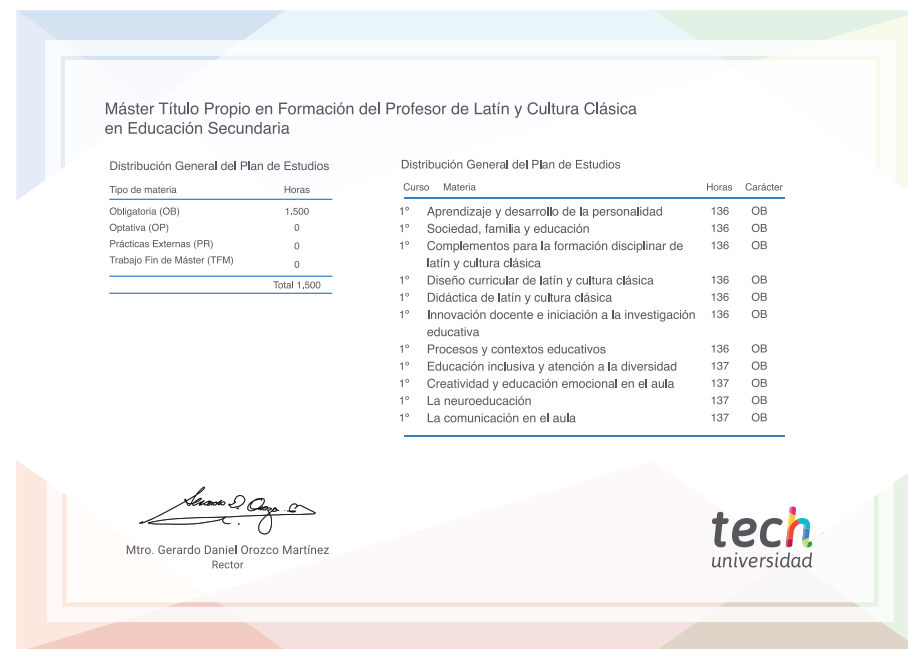 Máster Título Propio en Formación del Profesor de Latín y Cultura Clásica
en Educación Secundaria
Distribución General del Plan de Estudios
Tipo de materia Horas
Obligatoria (OB) 1.500
Optativa (OP) 0
Prácticas Externas (PR) 0
Trabajo Fin de Máster (TFM) 0
Total 1.500
Distribución General del Plan de Estudios
Curso Materia Horas Carácter
1º Aprendizaje y desarrollo de la personalidad 136 OB
1º Sociedad, familia y educación 136 OB
1º Complementos para la formación disciplinar de 136 OB
latín y cultura clásica
1º Diseño curricular de latín y cultura clásica 136 OB
1º Didáctica de latín y cultura clásica 136 OB
1º Innovación docente e iniciación a la investigación 136 OB
educativa
1º Procesos y contextos educativos 136 OB
1º Educación inclusiva y atención a la diversidad 137 OB
1º Creatividad y educación emocional en el aula 137 OB
1º La neuroeducación 137 OB
1º La comunicación en el aula 137 OB
Mtro. Gerardo Daniel Orozco Martínez
Rector
tech
universidad